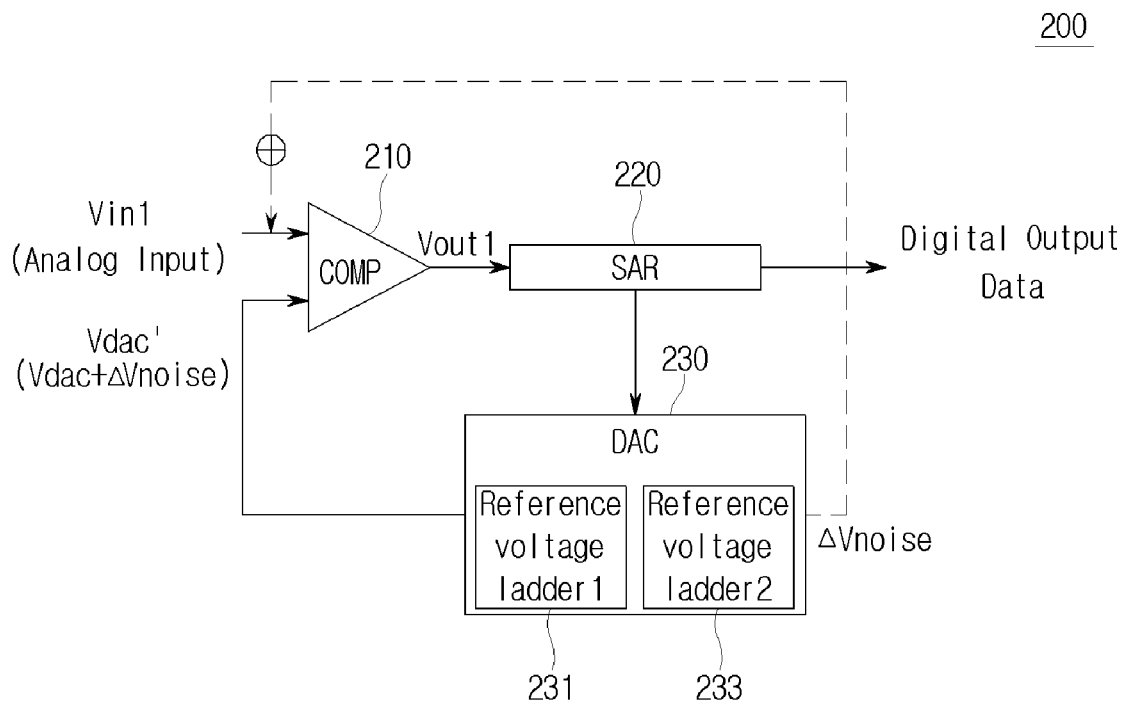 200
210
220
Vin1
(Analog Input)
COMP
Vout1
SAR
Digital Output
Data
Vdac'
(Vdac+ΔVnoise)
230
DAC
Reference
voltage
ladder1
Reference
voltage
ladder2
ΔVnoise
231
233